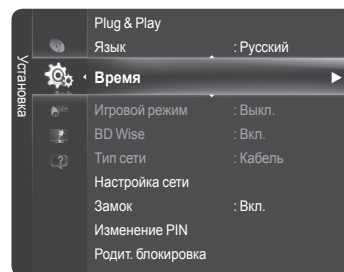 Установка
Plug & Play
Язык : Русский
Время
Игровой режим : Выкл.
BD Wise : Вкл.
Тип сети : Кабель
Настройка сети
Замок : Вкл.
Изменение PIN
Родит. блокировка